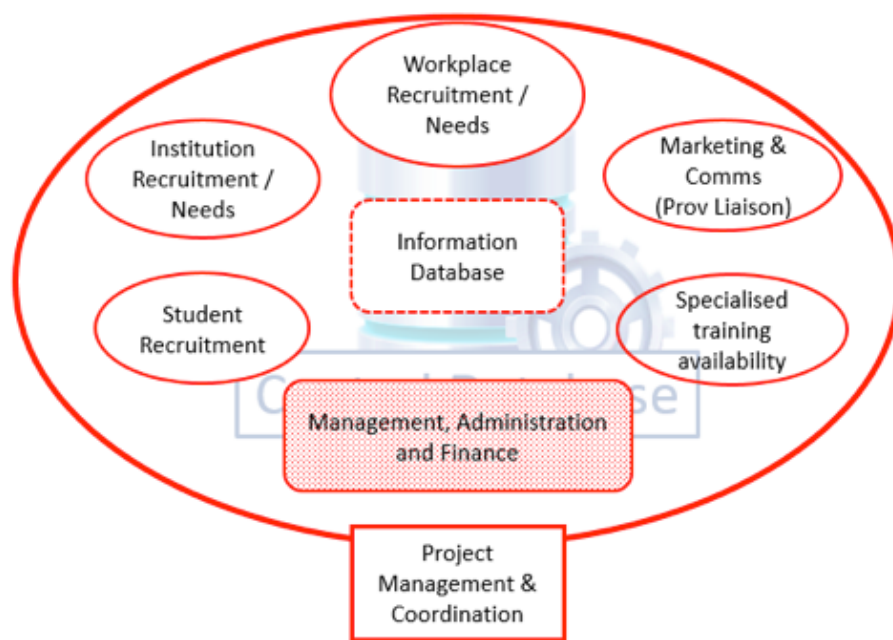 Workplace
Recruitment /
Needs
Institution
Recruitment /
Needs
Marketing &
Comms
(Prov Liaison)
Information
Database
Student
Recruitment
Specialised
training
availability
Management, Administration
and Finance
Project
Management &
Coordination